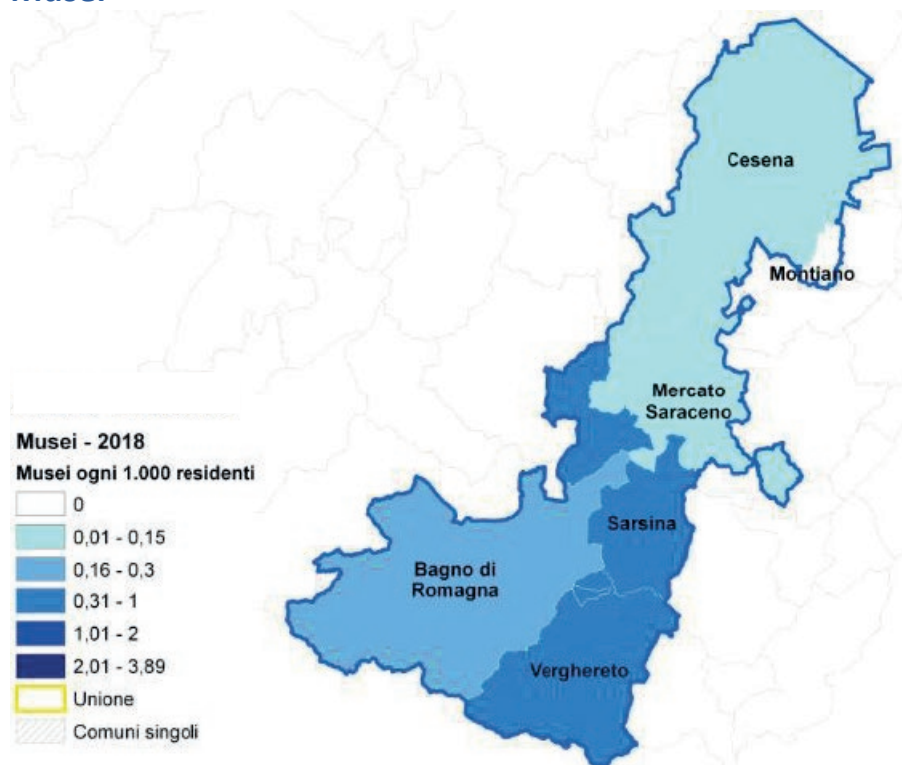 Musei
Cesena
Montiano
Mercato
Saraceno
Sarsina
Bagno di
Romagna
Verghereto
Musei - 2018
Musei ogni 1.000 residenti
0
0,01 - 0,15
0,16 - 0,3
0,31 - 1
1,01 - 2
2,01 - 3,89
Unione
Comuni singoli